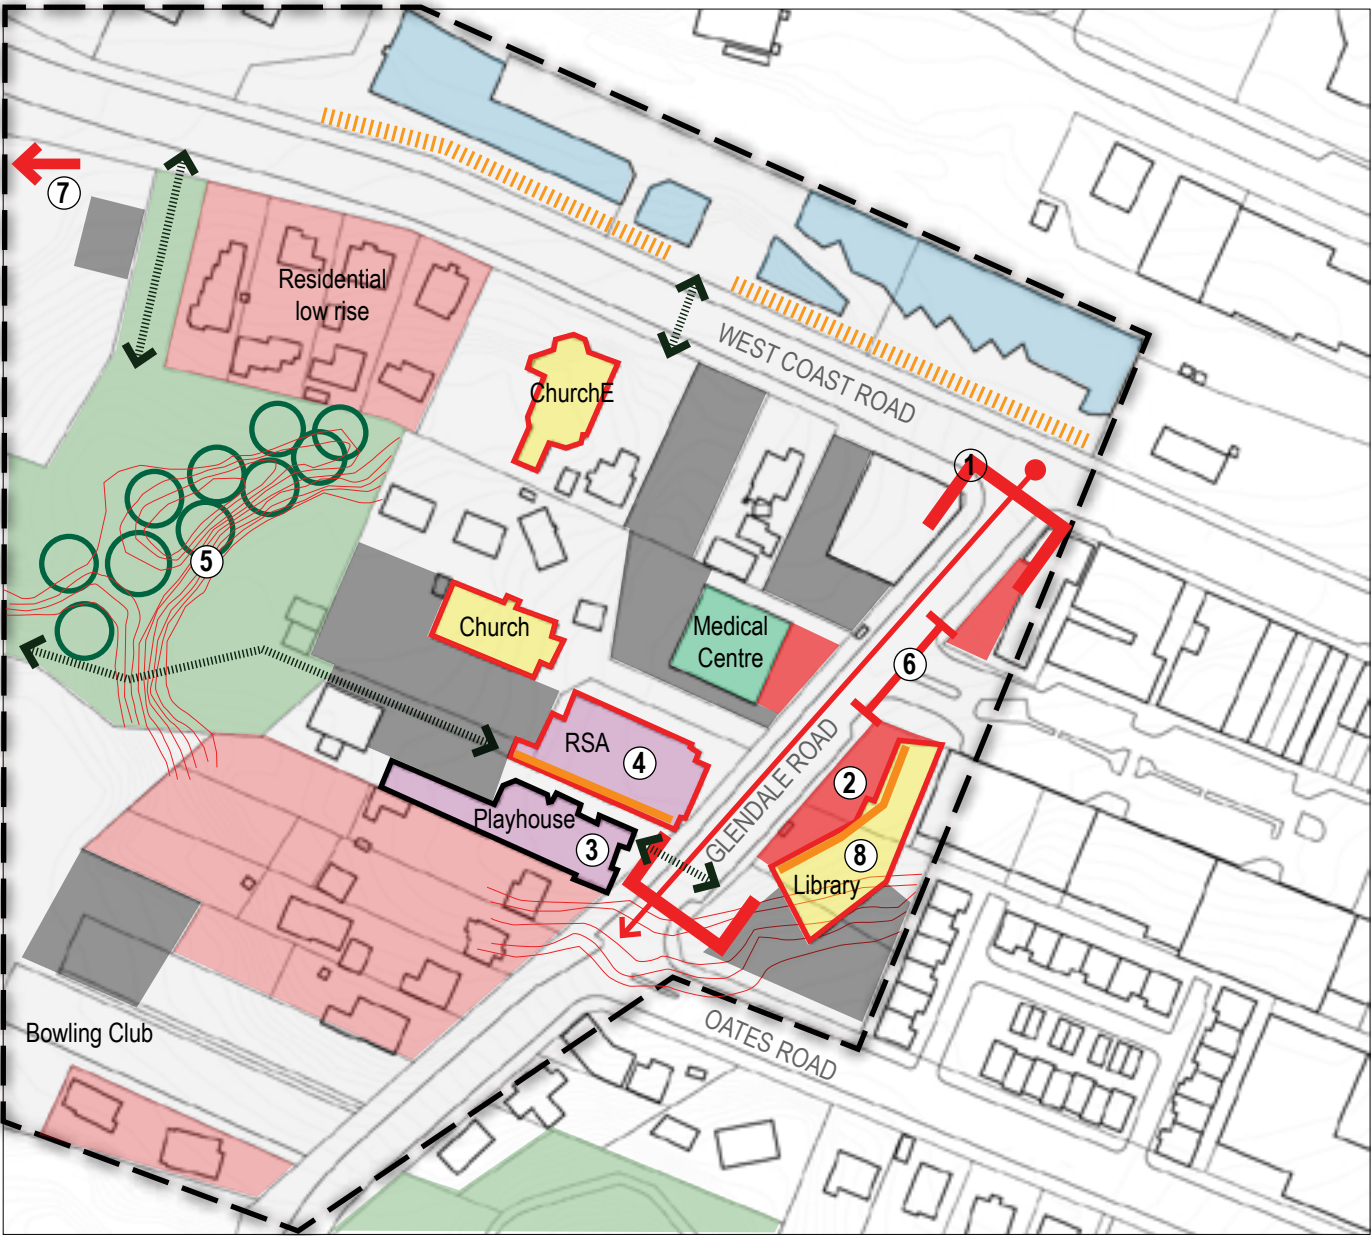 7
Residential
low rise
ChurchE
WEST COAST ROAD
1
5
Church
Medical
Centre
6
RSA
4
GLENDALE ROAD
2
Playhouse
3
8
Library
Bowling Club
OATES ROAD